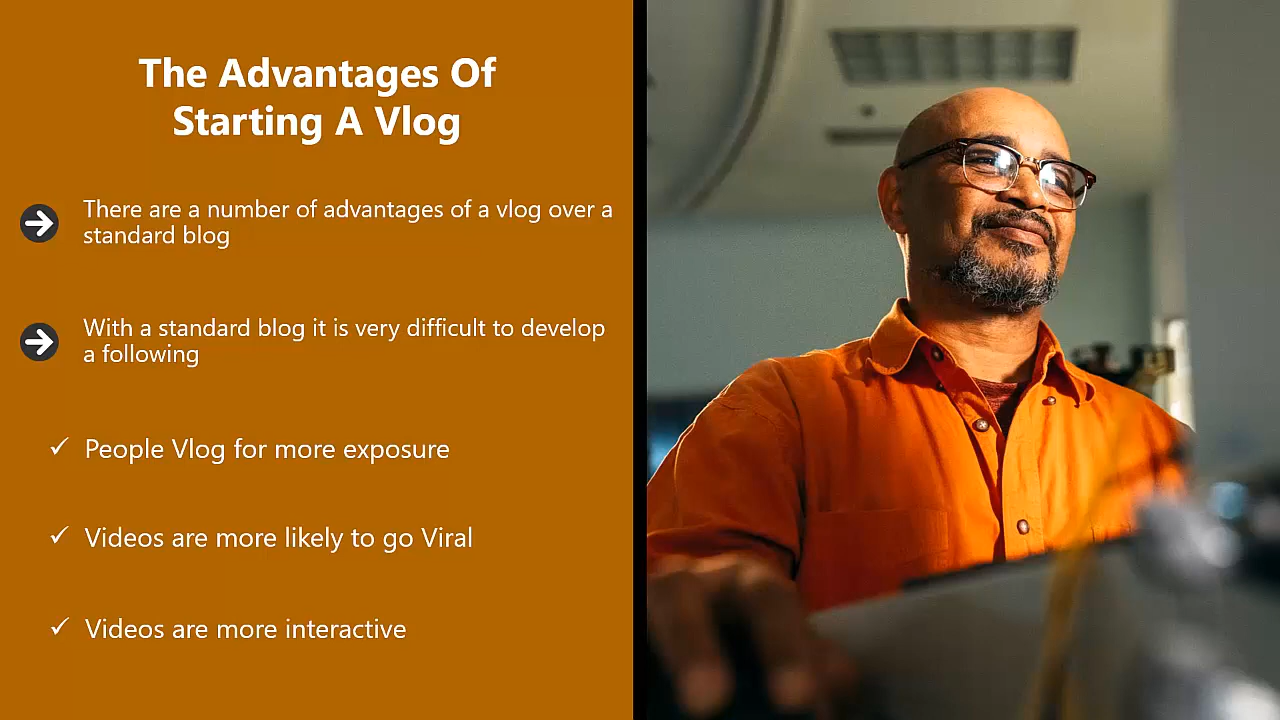 The Advantages Of
Starting A Vlog
There are a number of advantages of a vlog over a
standard blog
With a standard blog it is very difficult to develop
a following
People Vlog for more exposure
Videos are more likely to go Viral
Videos are more interactive